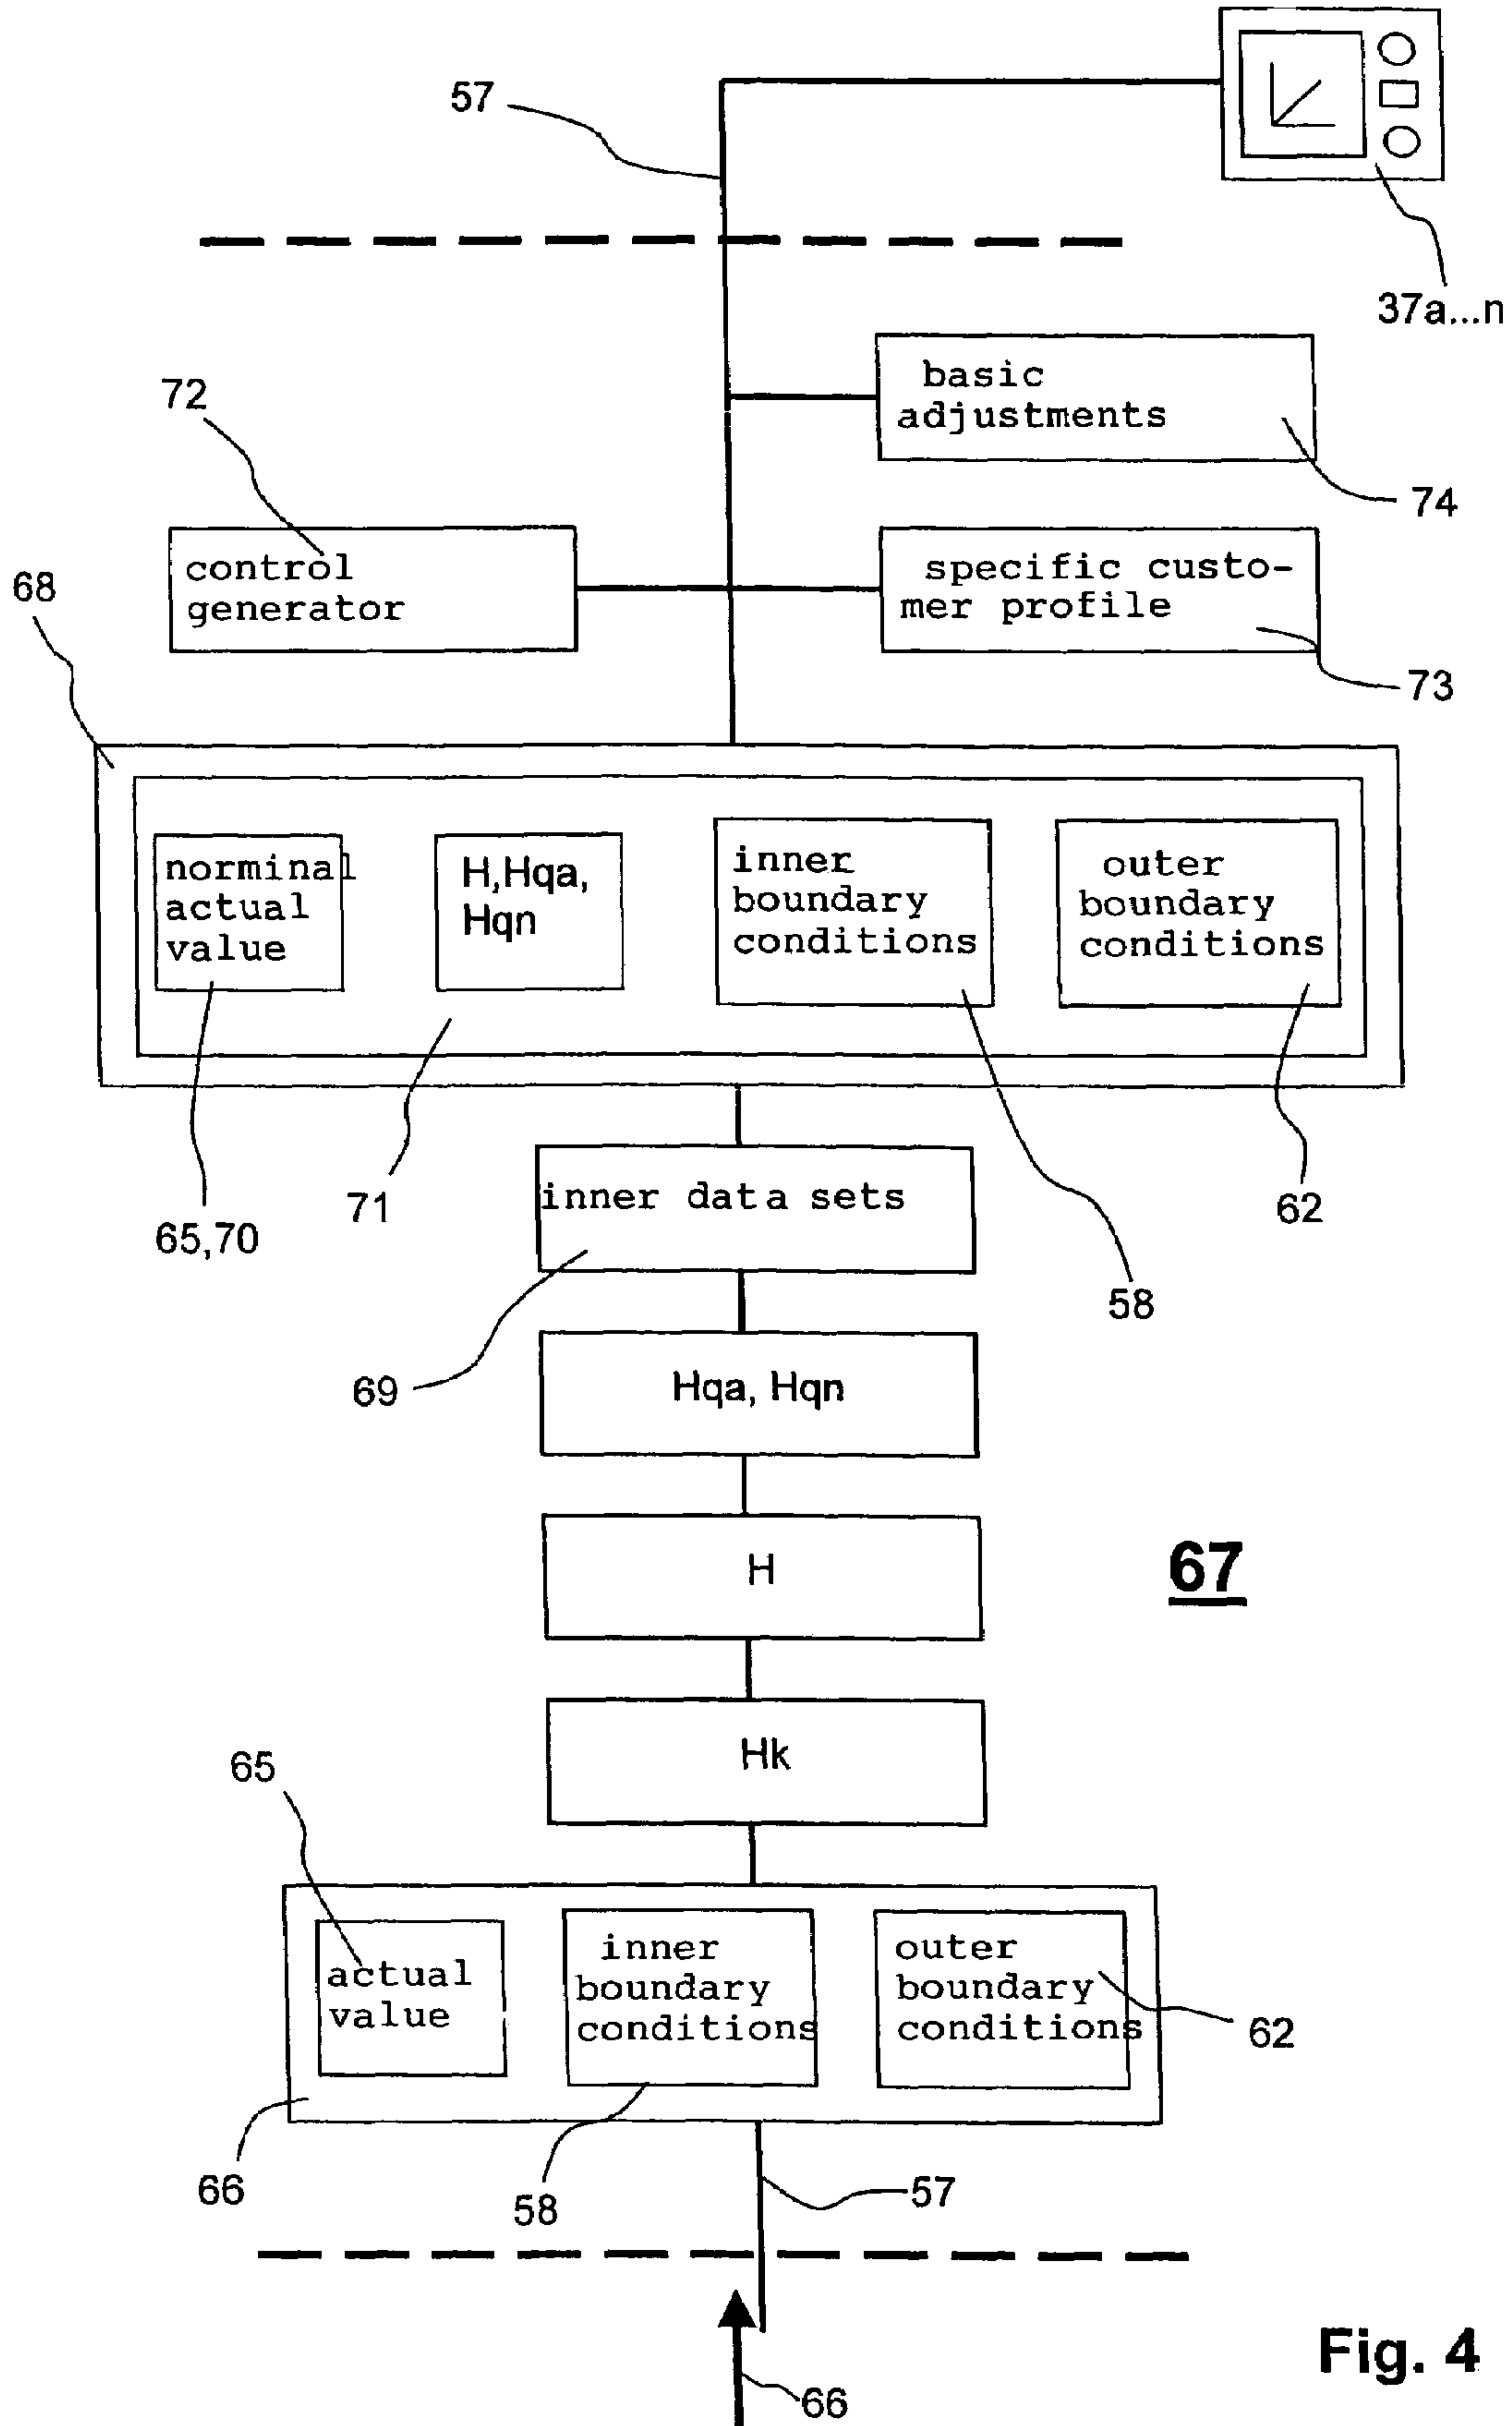 57
37a...n
basic
adjustments
74
72
control
generator
specific custo-
mer profile
73
68
norminal
actual
value
H,Hqa,
Hqn
inner
boundary
conditions
outer
boundary
conditions
65,70
71
58
62
inner data sets
69
Hqa, Hqn
H
67
Hk
65
actual
value
inner
boundary
conditions
outer
boundary
conditions
62
66
58
57
66
Fig. 4